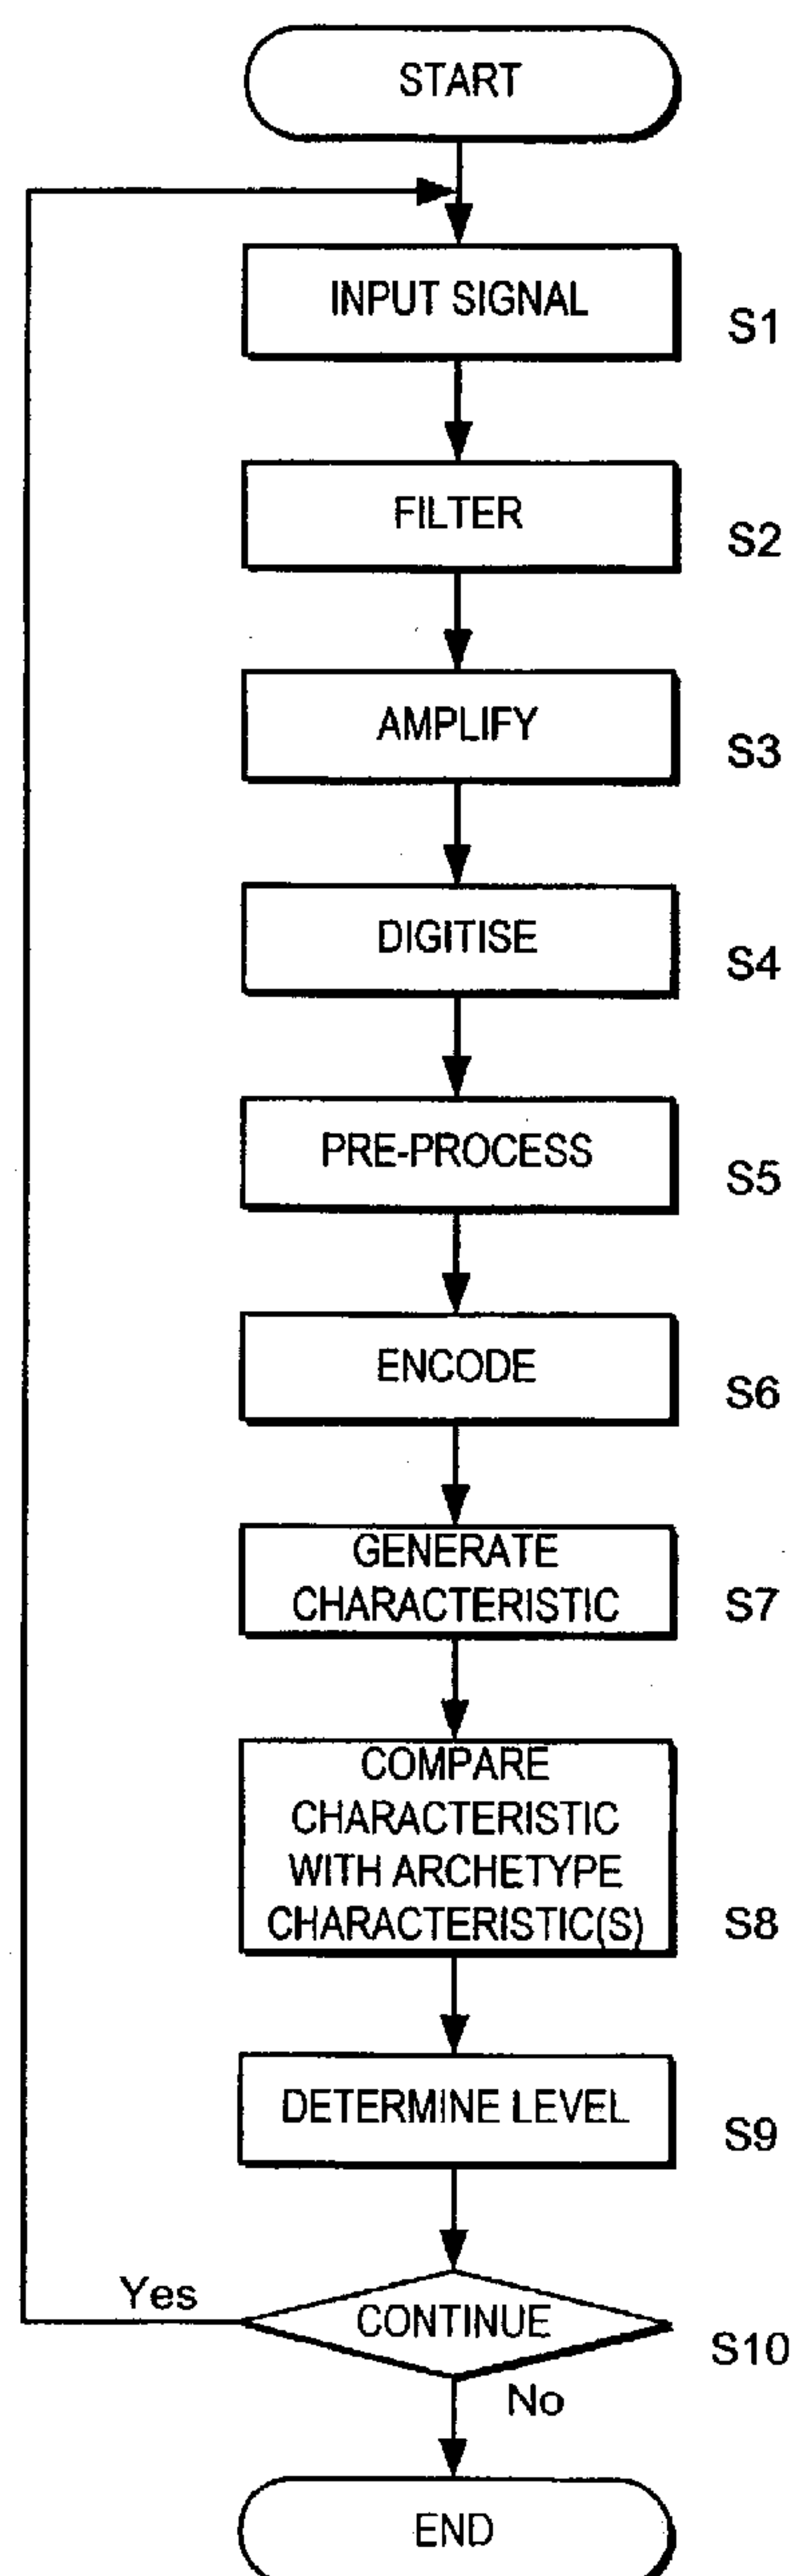 START
INPUT SIGNAL
S1
FILTER
S2
AMPLIFY
S3
DIGITISE
S4
PRE-PROCESS
S5
ENCODE
S6
GENERATE
CHARACTERISTIC
S7
COMPARE
CHARACTERISTIC
WITH ARCHETYPE
CHARACTERISTIC(S)
S8
DETERMINE LEVEL
S9
Yes
CONTINUE
S10
No
END